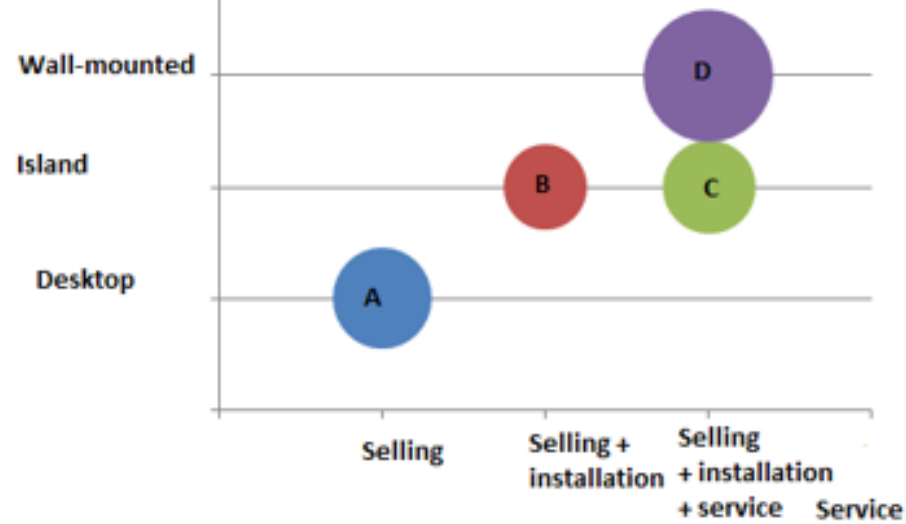 Wall-mounted
D
Island
B
C
Desktop
A
Selling
Selling +
installation
Selling
+ installation
+ service
Service